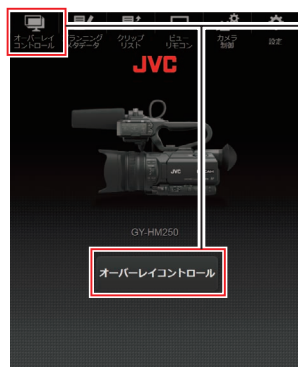 オーバーレイ
コントロール
プランニング
メタデータ
クリップ
リスト
ビュー
リモコン
カメラ
制御
設定
JVC
JVC
GY-HM250
オーバーレイコントロール